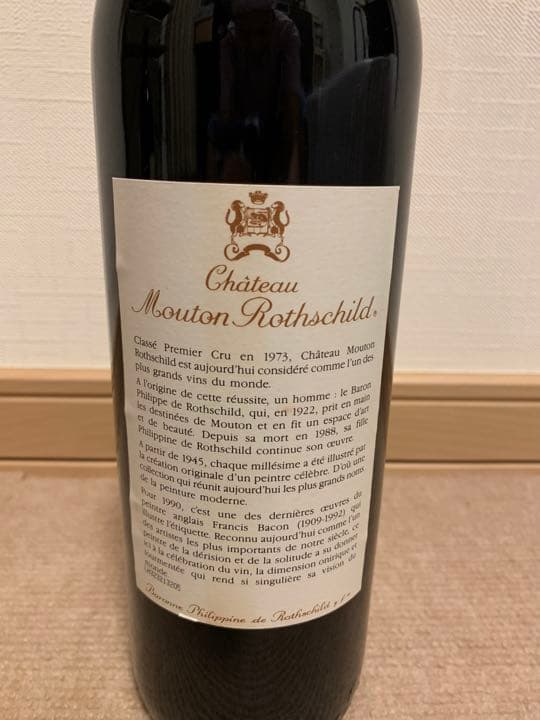 Château
Mouton Rothschild
Classé Premier Cru en 1973, Château Mouton
Rothschild est aujourd'hui considéré comme l'un des
plus grands vins du monde.
A l'origine de cette réussite, un homme : le Baron
Philippe de Rothschild, qui, en 1922, prit en main
les destinées de Mouton et en fit un espace d'art
et de beauté. Depuis sa mort en 1988, sa fille
Philippine de Rothschild continue son œuvre.
A partir de 1945, chaque millésime a été illustré par
la création originale d'un peintre célèbre. D'où une
collection qui réunit aujourd'hui les plus grands noms
de la peinture moderne.
Pour 1990, c'est une des dernières œuvres du
peintre anglais Francis Bacon (1909-1992) qui
illustre l'étiquette. Reconnu aujourd'hui comme l'un
des artistes les plus importants de notre siècle, ce
peintre de la dérision et de la solitude a su donner
ici à la célébration du vin, la dimension onirique et
tourmentée qui rend si singulière sa vision du
monde.
Baronne Philippine de Rothschild